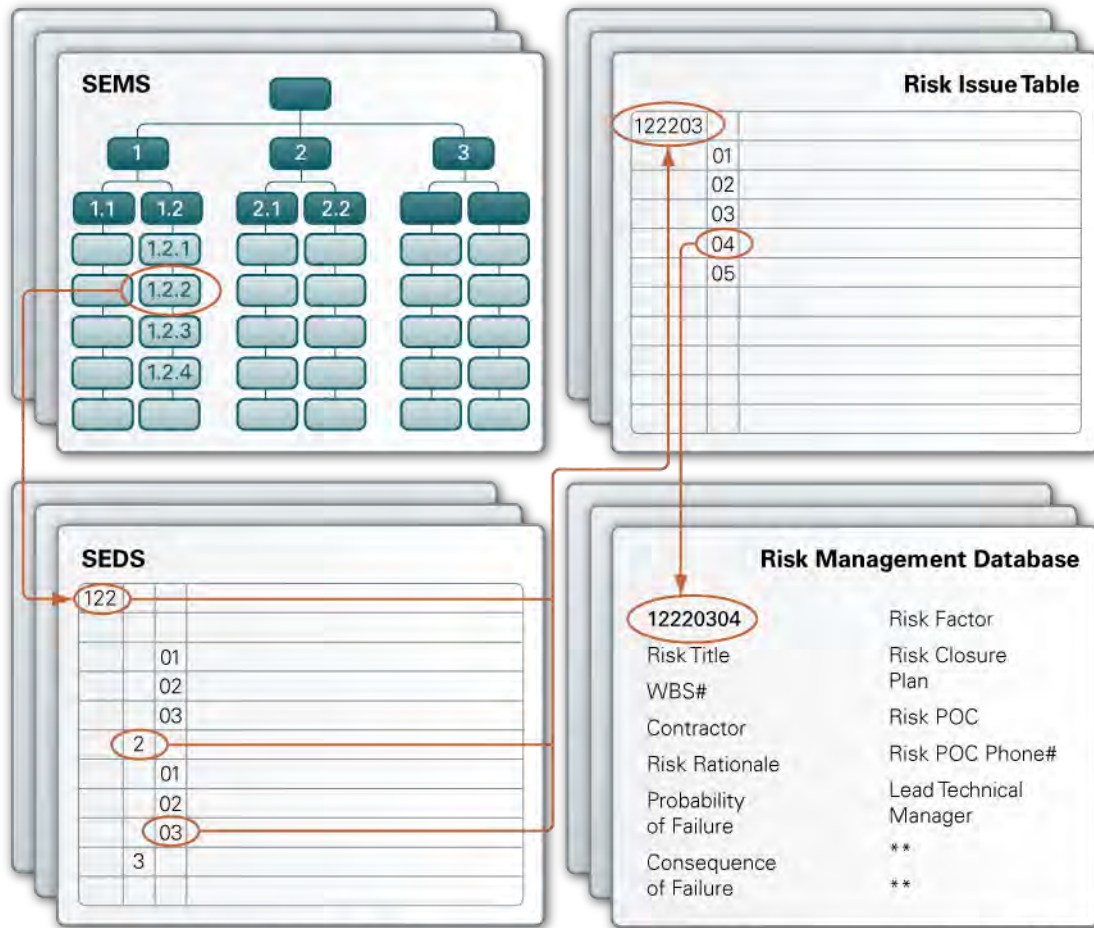 SEMS
1
2
3
1.1
1.2
2.1
2.2
1.2.1
1.2.2
1.2.3
1.2.4
Risk Issue Table
122203
01
02
03
04
05
SEDS
122
01
02
03
2
01
02
03
3
Risk Management Database
12220304
Risk Title
WBS#
Contractor
Risk Rationale
Probability
of Failure
Consequence
of Failure
Risk Factor
Risk Closure
Plan
Risk POC
Risk POC Phone#
Lead Technical
Manager
**
**